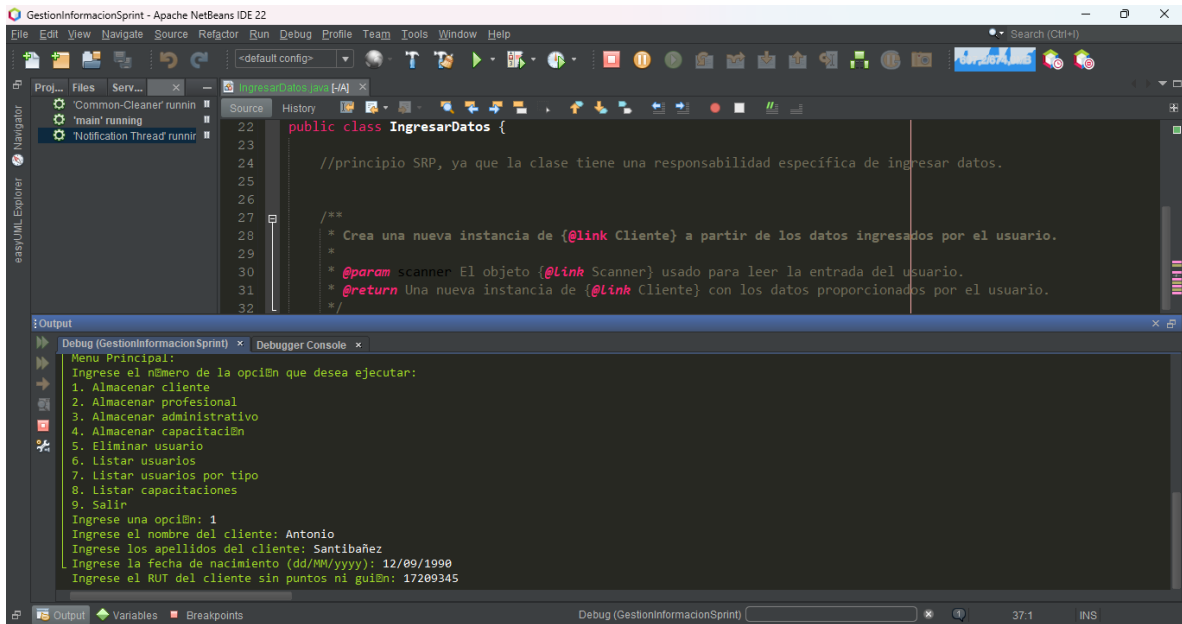 GestionInformacionSprint - Apache NetBeans IDE 22
File Edit View Navigate Source Refactor Run Debug Profile Team Tools Window Help
Search (Ctrl+I)
<default config>
Proj... Files Serv...
IngresarDatos.java [-/A]
'Common-Cleaner' runnin
'main' running
'Notification Thread' runnin
Navigator
easyUML Explorer
Source History
22 public class IngresarDatos {
23
24 //principio SRP, ya que la clase tiene una responsabilidad específica de ingresar datos.
25
26
27 /**
28 * Crea una nueva instancia de {@link Cliente} a partir de los datos ingresados por el usuario.
29 *
30 * @param scanner El objeto {@link Scanner} usado para leer la entrada del usuario.
31 * @return Una nueva instancia de {@link Cliente} con los datos proporcionados por el usuario.
32 */
Output
Debug (GestionInformacionSprint) Debugger Console
Menu Principal:
Ingrese el n�mero de la opci�n que desea ejecutar:
1. Almacenar cliente
2. Almacenar profesional
3. Almacenar administrativo
4. Almacenar capacitaci�n
5. Eliminar usuario
6. Listar usuarios
7. Listar usuarios por tipo
8. Listar capacitaciones
9. Salir
Ingrese una opci�n: 1
Ingrese el nombre del cliente: Antonio
Ingrese los apellidos del cliente: Santibañez
Ingrese la fecha de nacimiento (dd/MM/yyyy): 12/09/1990
Ingrese el RUT del cliente sin puntos ni gui�n: 17209345
Output Variables Breakpoints
Debug (GestionInformacionSprint)
1
37:1 INS